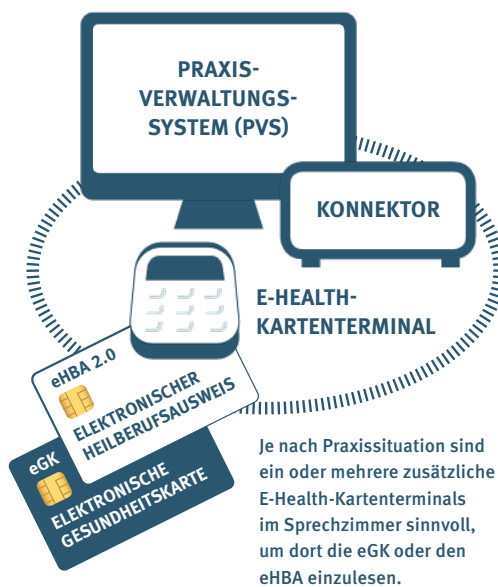 PRAXIS-
VERWALTUNGS-
SYSTEM (PVS)
KONNEKTOR
E-HEALTH-
KARTENTERMINAL
eHBA 2.0
ELEKTRONISCHER
HEILBERUFSAUSWEIS
eGK
ELEKTRONISCHE
GESUNDHEITSKARTE
Je nach Praxissituation sind
ein oder mehrere zusätzliche
E-Health-Kartenterminals
im Sprechzimmer sinnvoll,
um dort die eGK oder den
eHBA einzulesen.